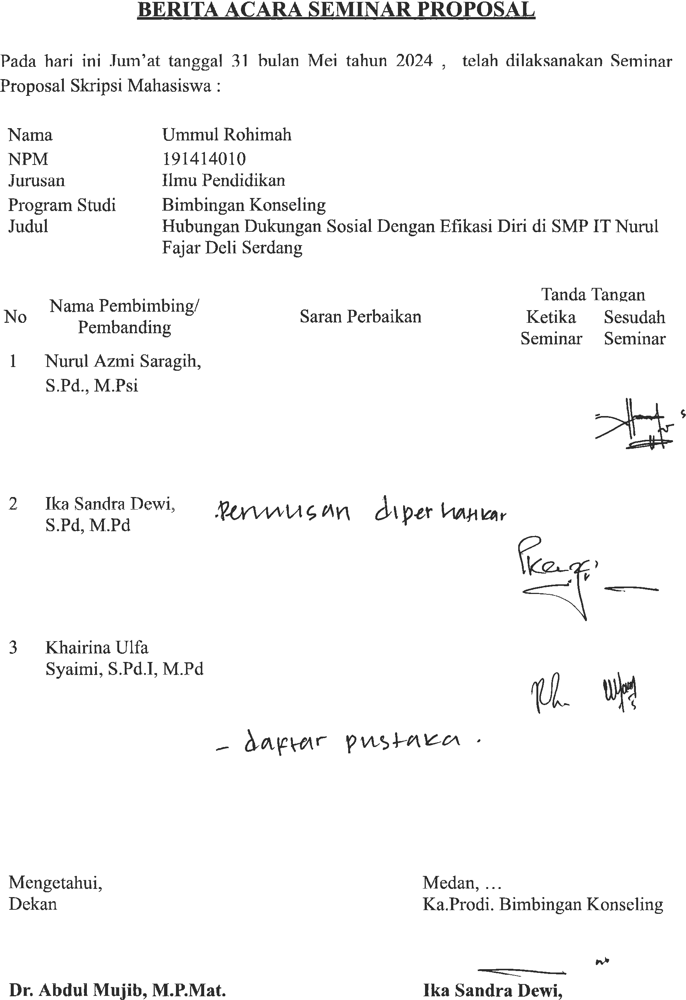 BERITA ACARA SEMINAR PROPOSAL
Pada hari ini Jum'at tanggal 31 bulan Mei tahun 2024 , telah dilaksanakan Seminar
Proposal Skripsi Mahasiswa :
Nama Ummul Rohimah
NPM 191414010
Jurusan Ilmu Pendidikan
Program Studi Bimbingan Konseling
Judul Hubungan Dukungan Sosial Dengan Efikasi Diri di SMP IT Nurul
Fajar Deli Serdang
No Nama Pembimbing/ Pembanding Saran Perbaikan Tanda Tangan
Ketika Seminar Sesudah Seminar
1 Nurul Azmi Saragih,
S.Pd., M.Psi
2 Ika Sandra Dewi,
S.Pd, M.Pd
diperhatikar
3 Khairina Ulfa
Syaimi, S.Pd.I, M.Pd
- daftar pustaka .
Mengetahui,
Dekan
Medan, ...
Ka.Prodi. Bimbingan Konseling
Dr. Abdul Mujib, M.P.Mat.
Ika Sandra Dewi,